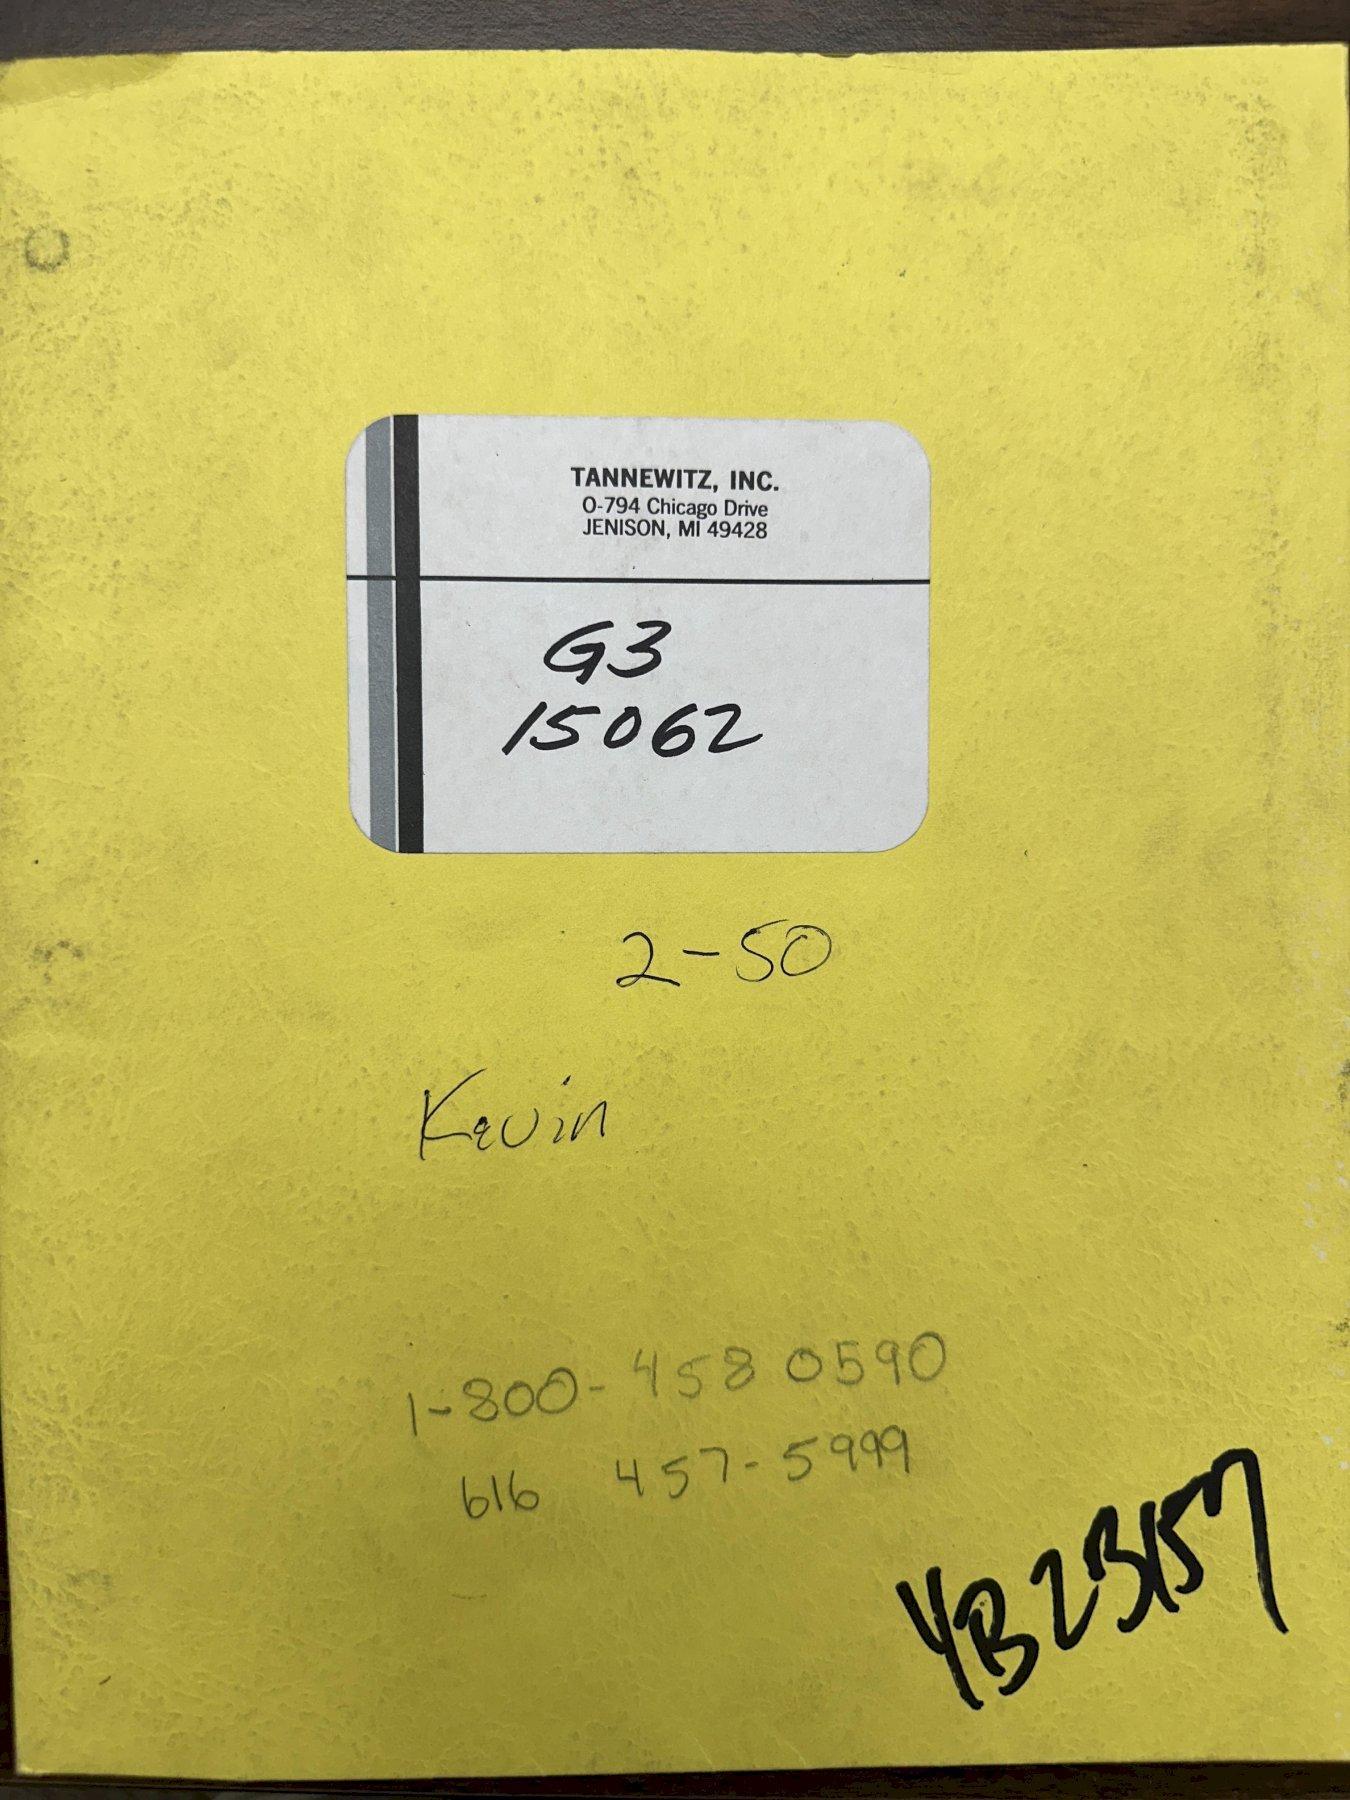 TANNEWITZ, INC.
O-794 Chicago Drive
JENISON, MI 49428
G3
15062
2-50
Kevin
1-800-458 0590
616 457-5999
YB23157